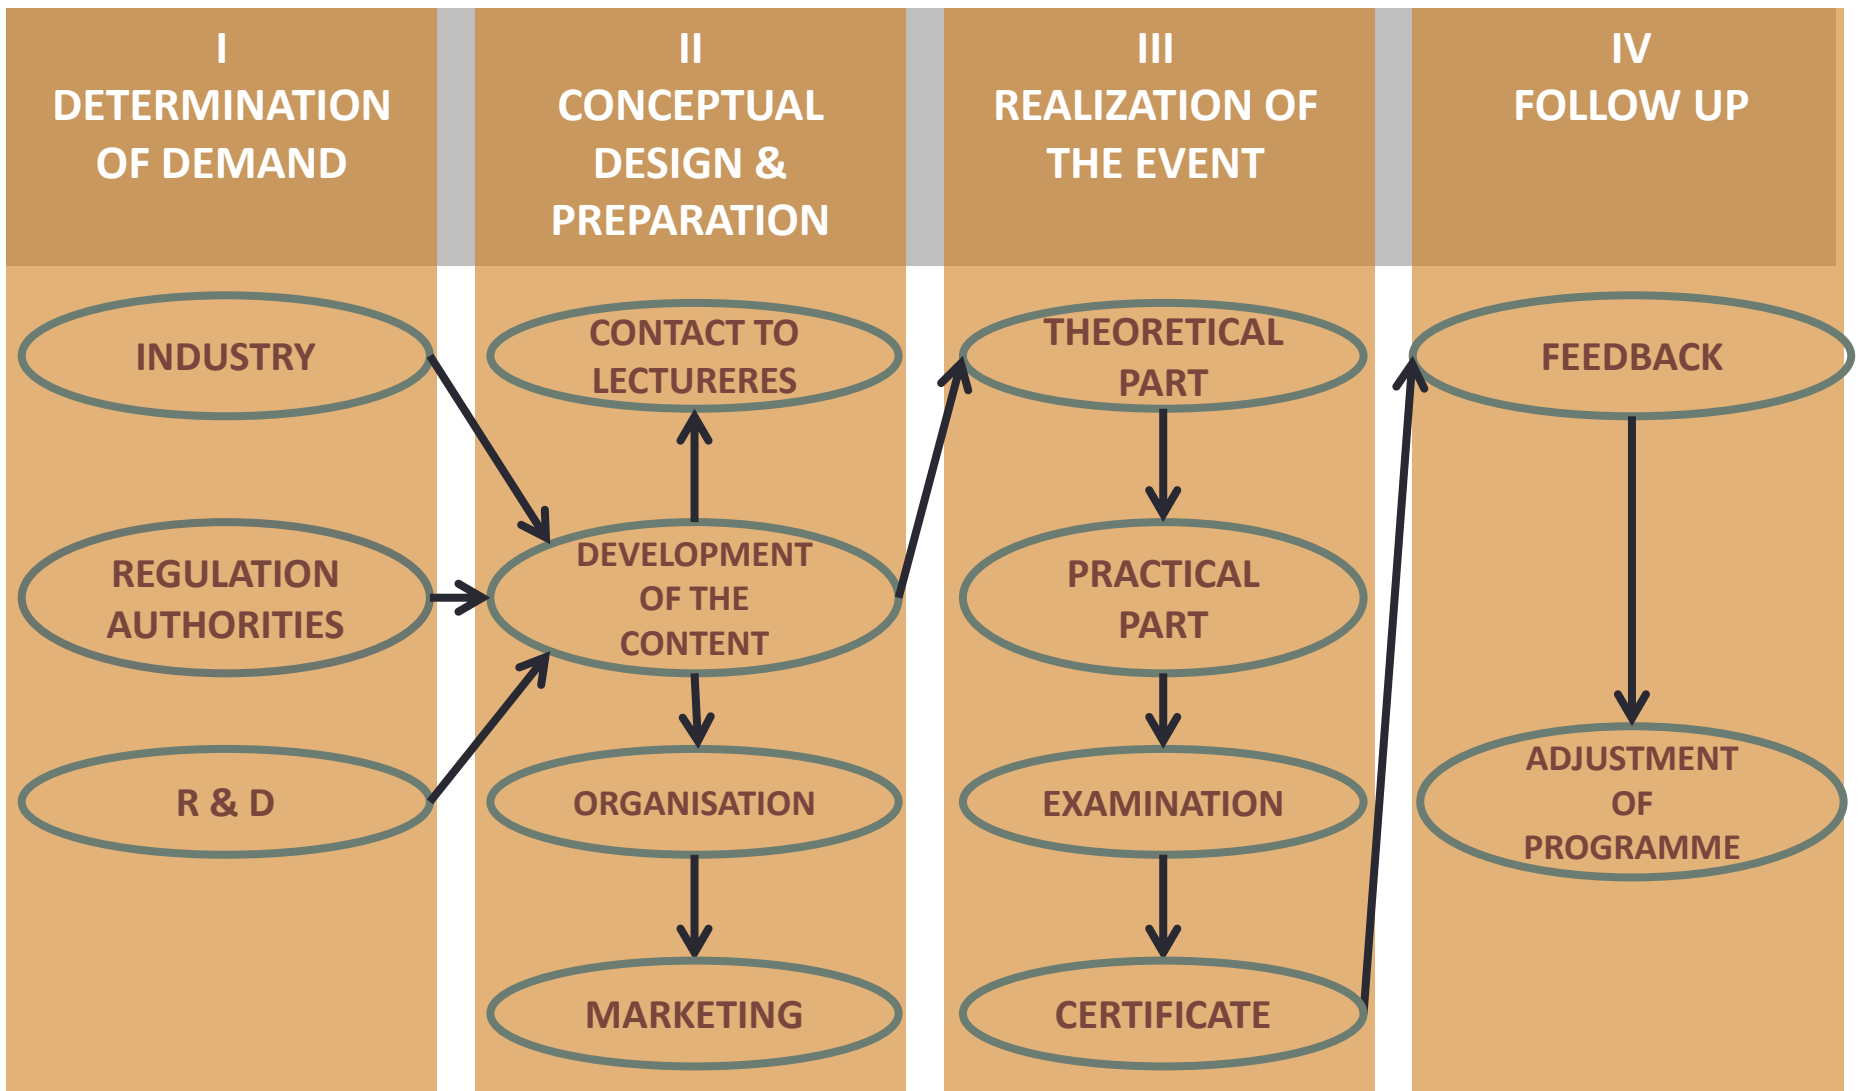 I
DETERMINATION
OF DEMAND
INDUSTRY
REGULATION
AUTHORITIES
R & D
II
CONCEPTUAL
DESIGN &
PREPARATION
CONTACT TO
LECTURERES
DEVELOPMENT
OF THE
CONTENT
ORGANISATION
MARKETING
III
REALIZATION OF
THE EVENT
THEORETICAL
PART
PRACTICAL
PART
EXAMINATION
CERTIFICATE
IV
FOLLOW UP
FEEDBACK
ADJUSTMENT
OF
PROGRAMME